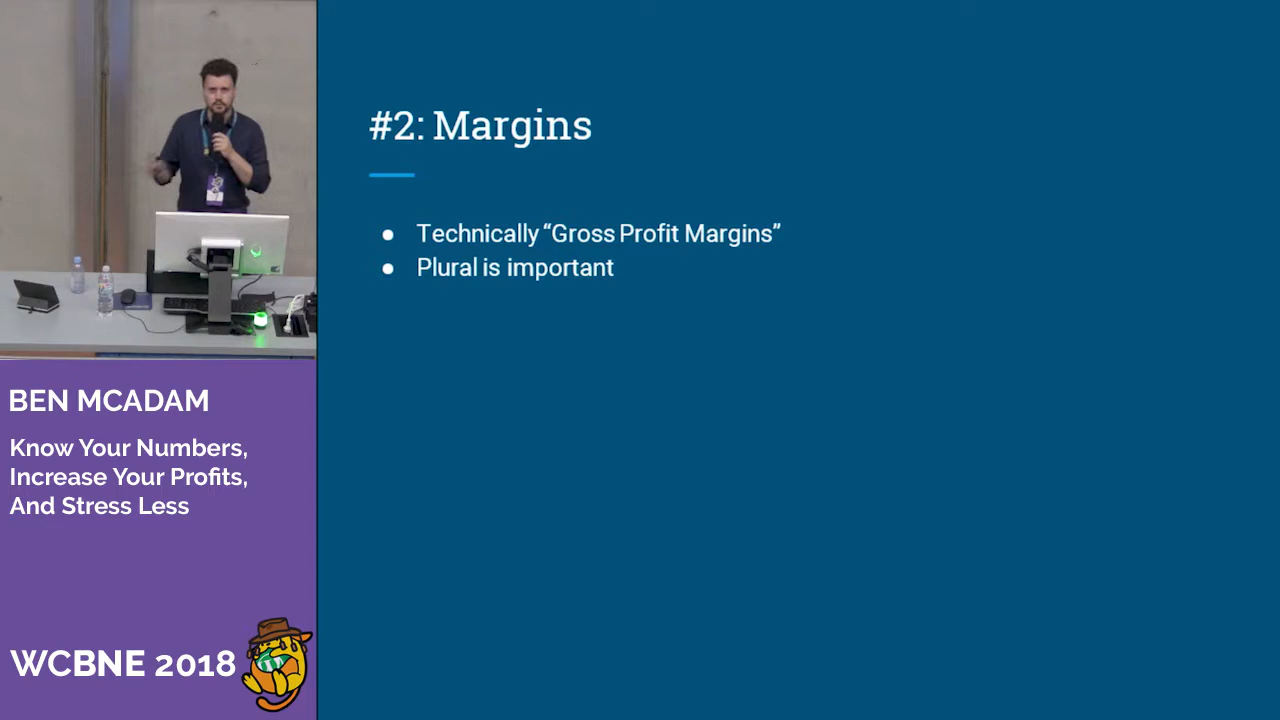 #2: Margins
● Technically “Gross Profit Margins”
● Plural is important
BEN MCADAM
Know Your Numbers,
Increase Your Profits,
And Stress Less
WCBNE 2018